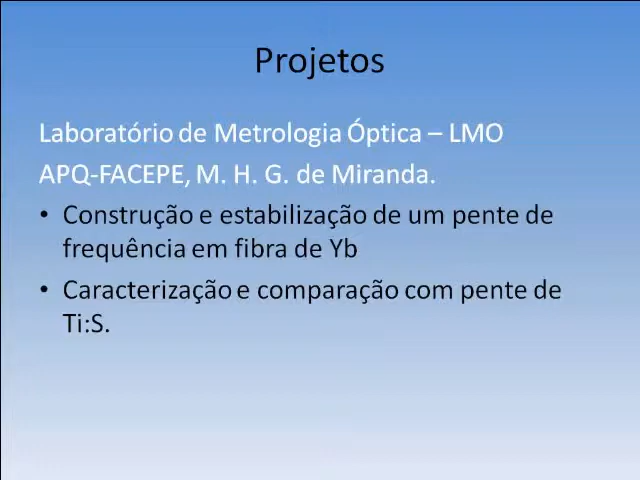 Projetos
Laboratório de Metrologia Óptica – LMO
APQ-FACEPE, M. H. G. de Miranda.
• Construção e estabilização de um pente de
frequência em fibra de Yb
• Caracterização e comparação com pente de
Ti:S.